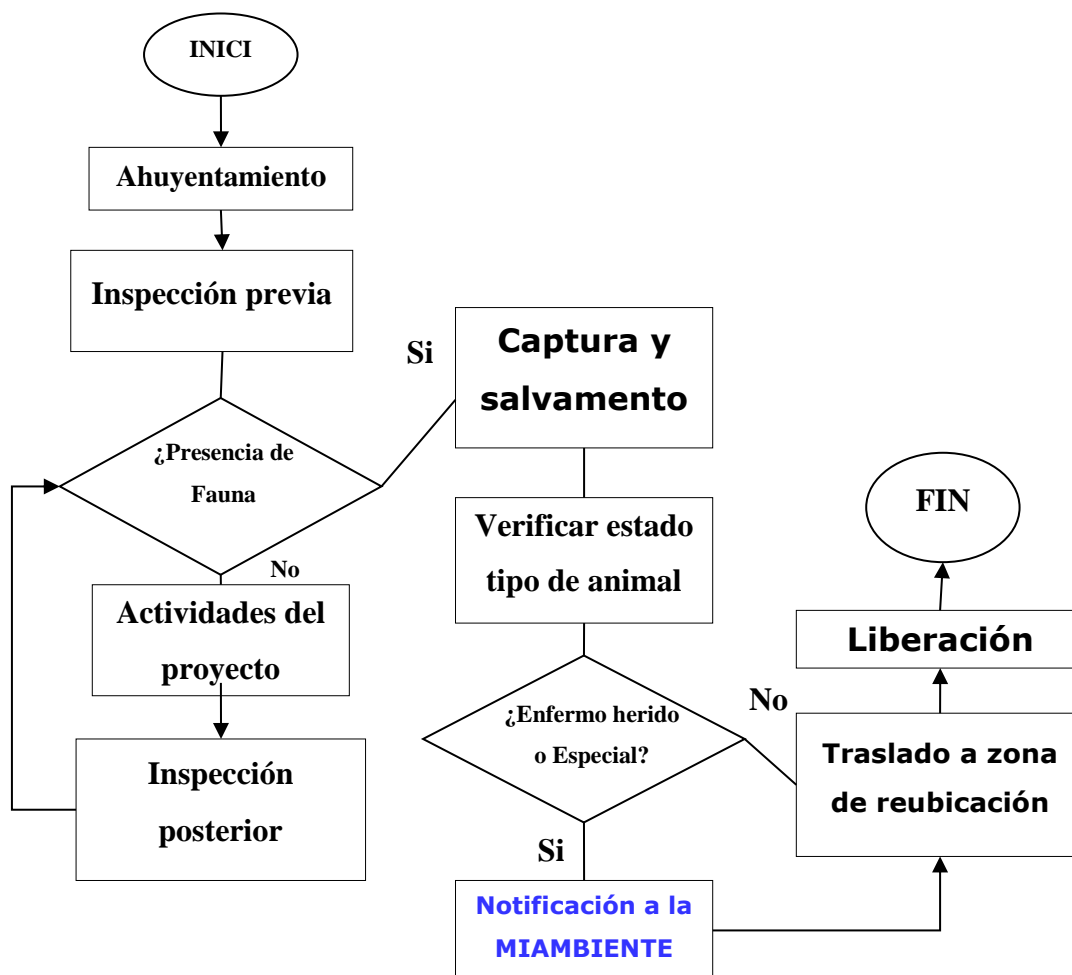 INICI
Ahuyentamiento
Inspección previa
¿Presencia de
Fauna
Si
No
Actividades del
proyecto
Inspección
posterior
Captura y
salvamento
Verificar estado
tipo de animal
¿Enfermo herido
o Especial?
No
Si
Notificación a la
MIAMBIENTE
Traslado a zona
de reubicación
Liberación
FIN